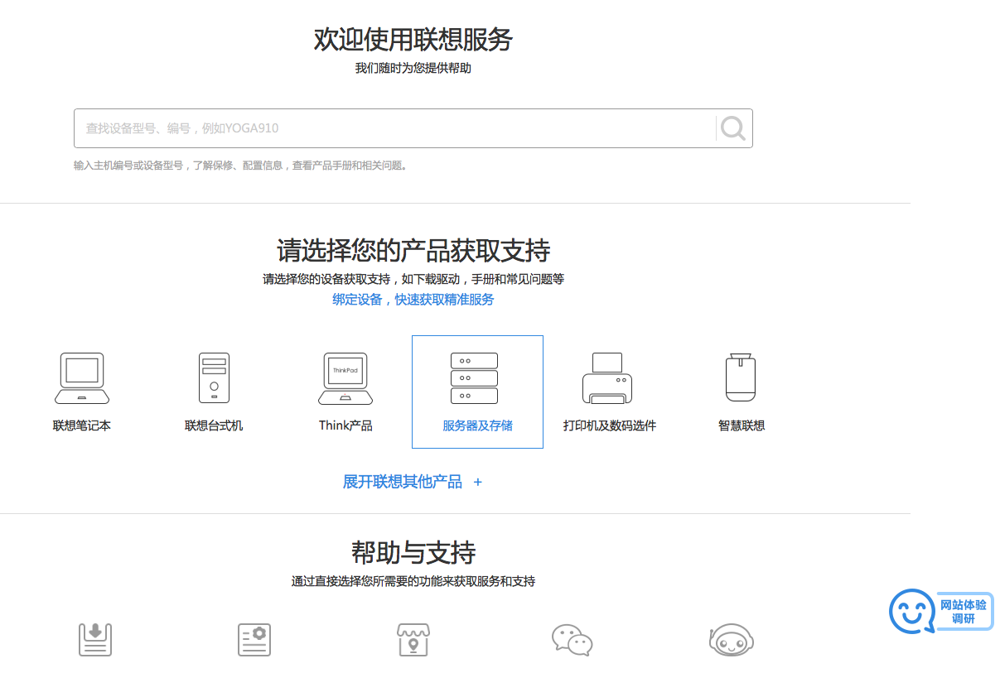 欢迎使用联想服务
我们随时为您提供帮助
查找设备型号、编号，例如YOGA910
输入主机编号或设备型号，了解保修、配置信息，查看产品手册和相关问题。
请选择您的产品获取支持
请选择您的设备获取支持，如下载驱动，手册和常见问题等
绑定设备，快速获取精准服务
ThinkPad
联想笔记本
联想台式机
Think产品
服务器及存储
打印机及数码选件
智慧联想
展开联想其他产品 +
帮助与支持
通过直接选择您所需要的功能来获取服务和支持
网站体验
调研